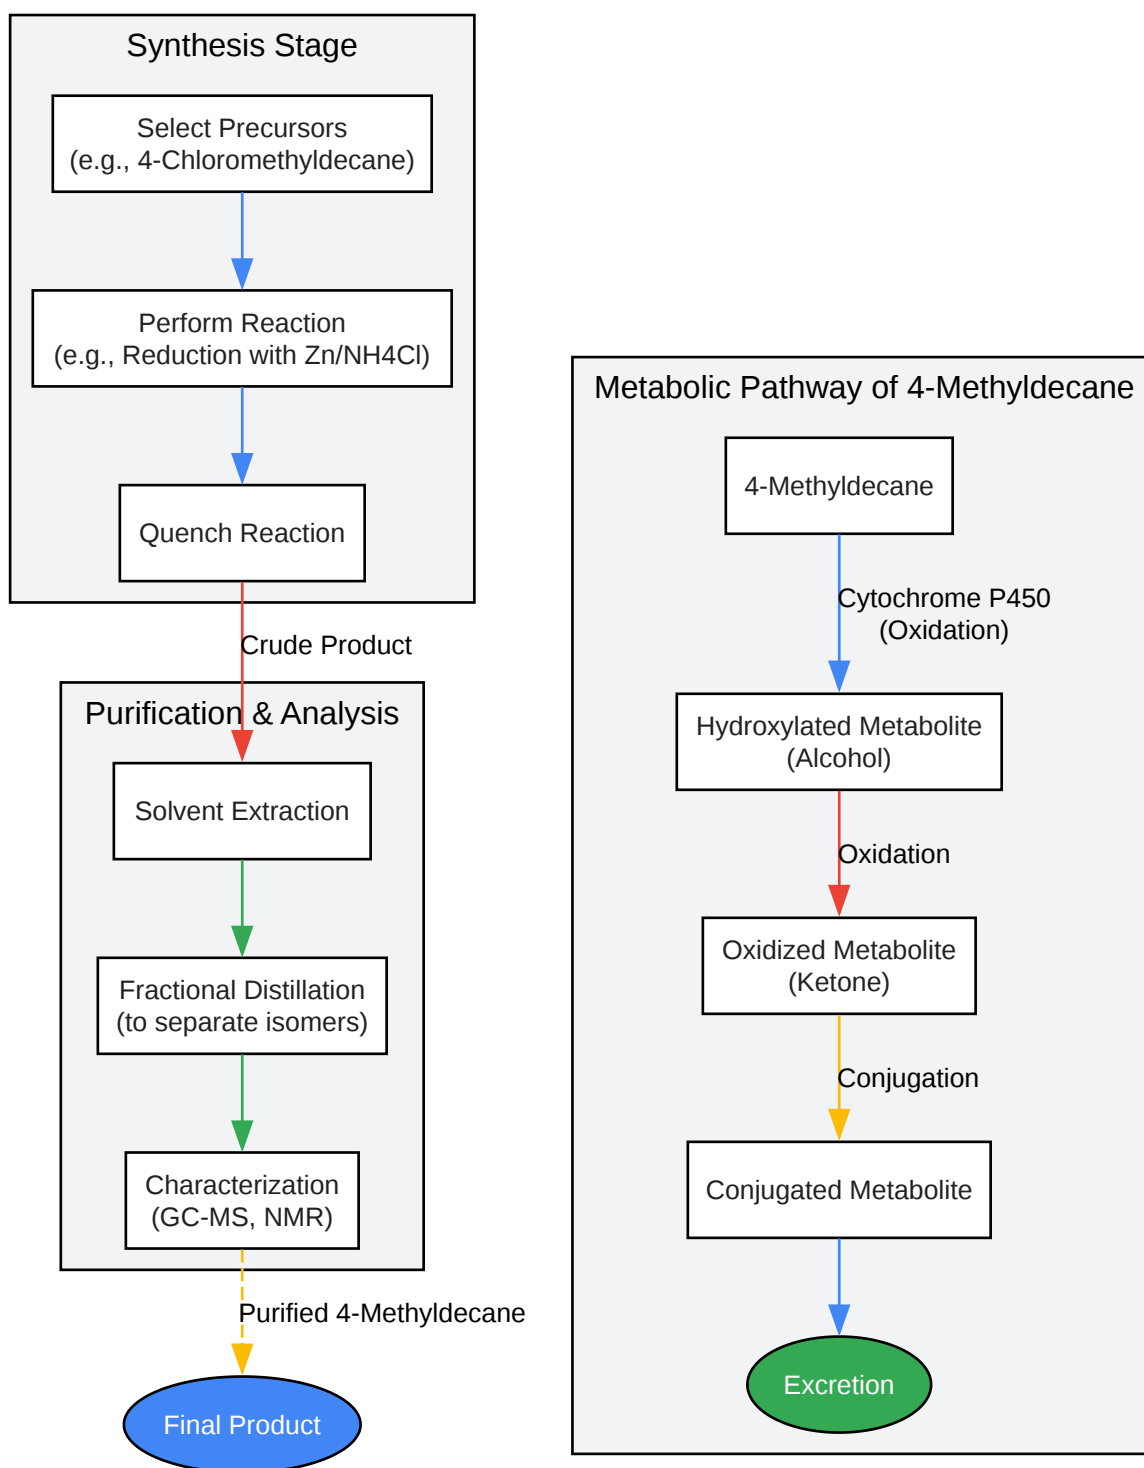 Synthesis Stage
Select Precursors
(e.g., 4-Chloromethyldecane)
Perform Reaction
(e.g., Reduction with Zn/NH4Cl)
Quench Reaction
Crude Product
Purification & Analysis
Solvent Extraction
Fractional Distillation
(to separate isomers)
Characterization
(GC-MS, NMR)
Purified 4-Methyldecane
Final Product
Metabolic Pathway of 4-Methyldecane
4-Methyldecane
Cytochrome P450
(Oxidation)
Hydroxylated Metabolite
(Alcohol)
Oxidation
Oxidized Metabolite
(Ketone)
Conjugation
Conjugated Metabolite
Excretion